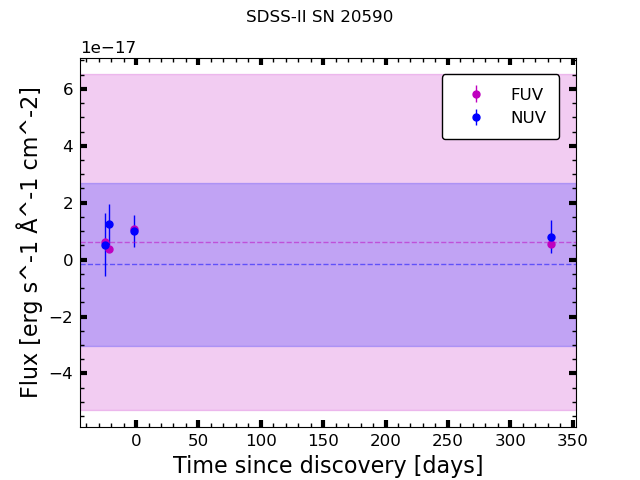 SDSS-II SN 20590
1e−17
FUV
NUV
6
4
2
0
−2
−4
0 50 100 150 200 250 300 350
Time since discovery [days]
Flux [erg s^-1 Å^-1 cm^-2]